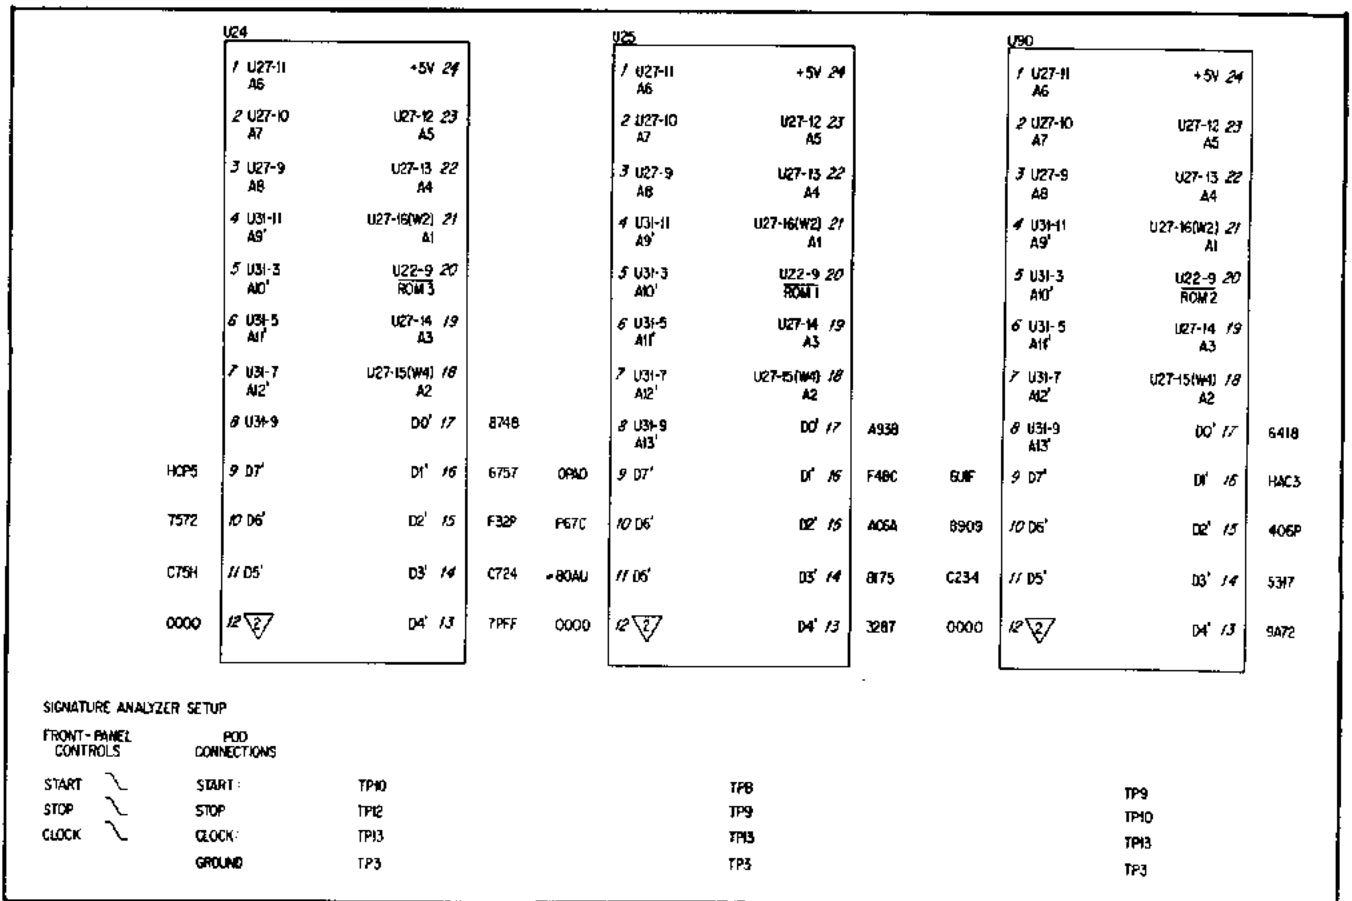 U24 U25 U90
1 U27-11 +5V 24 1 U27-11 +5V 24 1 U27-11 +5V 24
A6 A6 A6
2 U27-10 U27-12 23 2 U27-10 U27-12 23 2 U27-10 U27-12 23
A7 A5 A7 A5 A7 A5
3 U27-9 U27-13 22 3 U27-9 U27-13 22 3 U27-9 U27-13 22
A8 A4 A8 A4 A8 A4
4 U31-11 U27-16(W2) 21 4 U31-11 U27-16(W2) 21 4 U31-11 U27-16(W2) 21
A9' A1 A9' A1 A9' A1
5 U31-3 U22-9 20 5 U31-3 U22-9 20 5 U31-3 U22-9 20
A10' ROM 3 A10' ROM 1 A10' ROM 2
6 U31-5 U27-14 19 6 U31-5 U27-14 19 6 U31-5 U27-14 19
A11' A3 A11' A3 A11' A3
7 U31-7 U27-15(W4) 18 7 U31-7 U27-15(W4) 18 7 U31-7 U27-15(W4) 18
A12' A2 A12' A2 A12' A2
8 U31-9 D0' 17 8748 8 U31-9 D0' 17 A938 8 U31-9 D0' 17 6418
A13' A13'
HCP5 9 D7' D1' 16 6757 9 D7' D1' 16 F48C 9 D7' D1' 16 HAC3
7572 10 D6' D2' 15 F32P P67C 10 D6' D2' 15 A06A 8909 10 D6' D2' 15 406P
C75H 11 D5' D3' 14 C724 80AU 11 D5' D3' 14 8175 C234 11 D5' D3' 14 5317
0000 12 2 D4' 13 7PFF 0000 12 2 D4' 13 3287 0000 12 2 D4' 13 9A72
SIGNATURE ANALYZER SETUP
FRONT-PANEL POD
CONTROLS CONNECTIONS
START START: TP10 TP8 TP9
STOP STOP TP12 TP9 TP10
CLOCK CLOCK: TP13 TP13 TP13
GROUND TP3 TP3 TP3